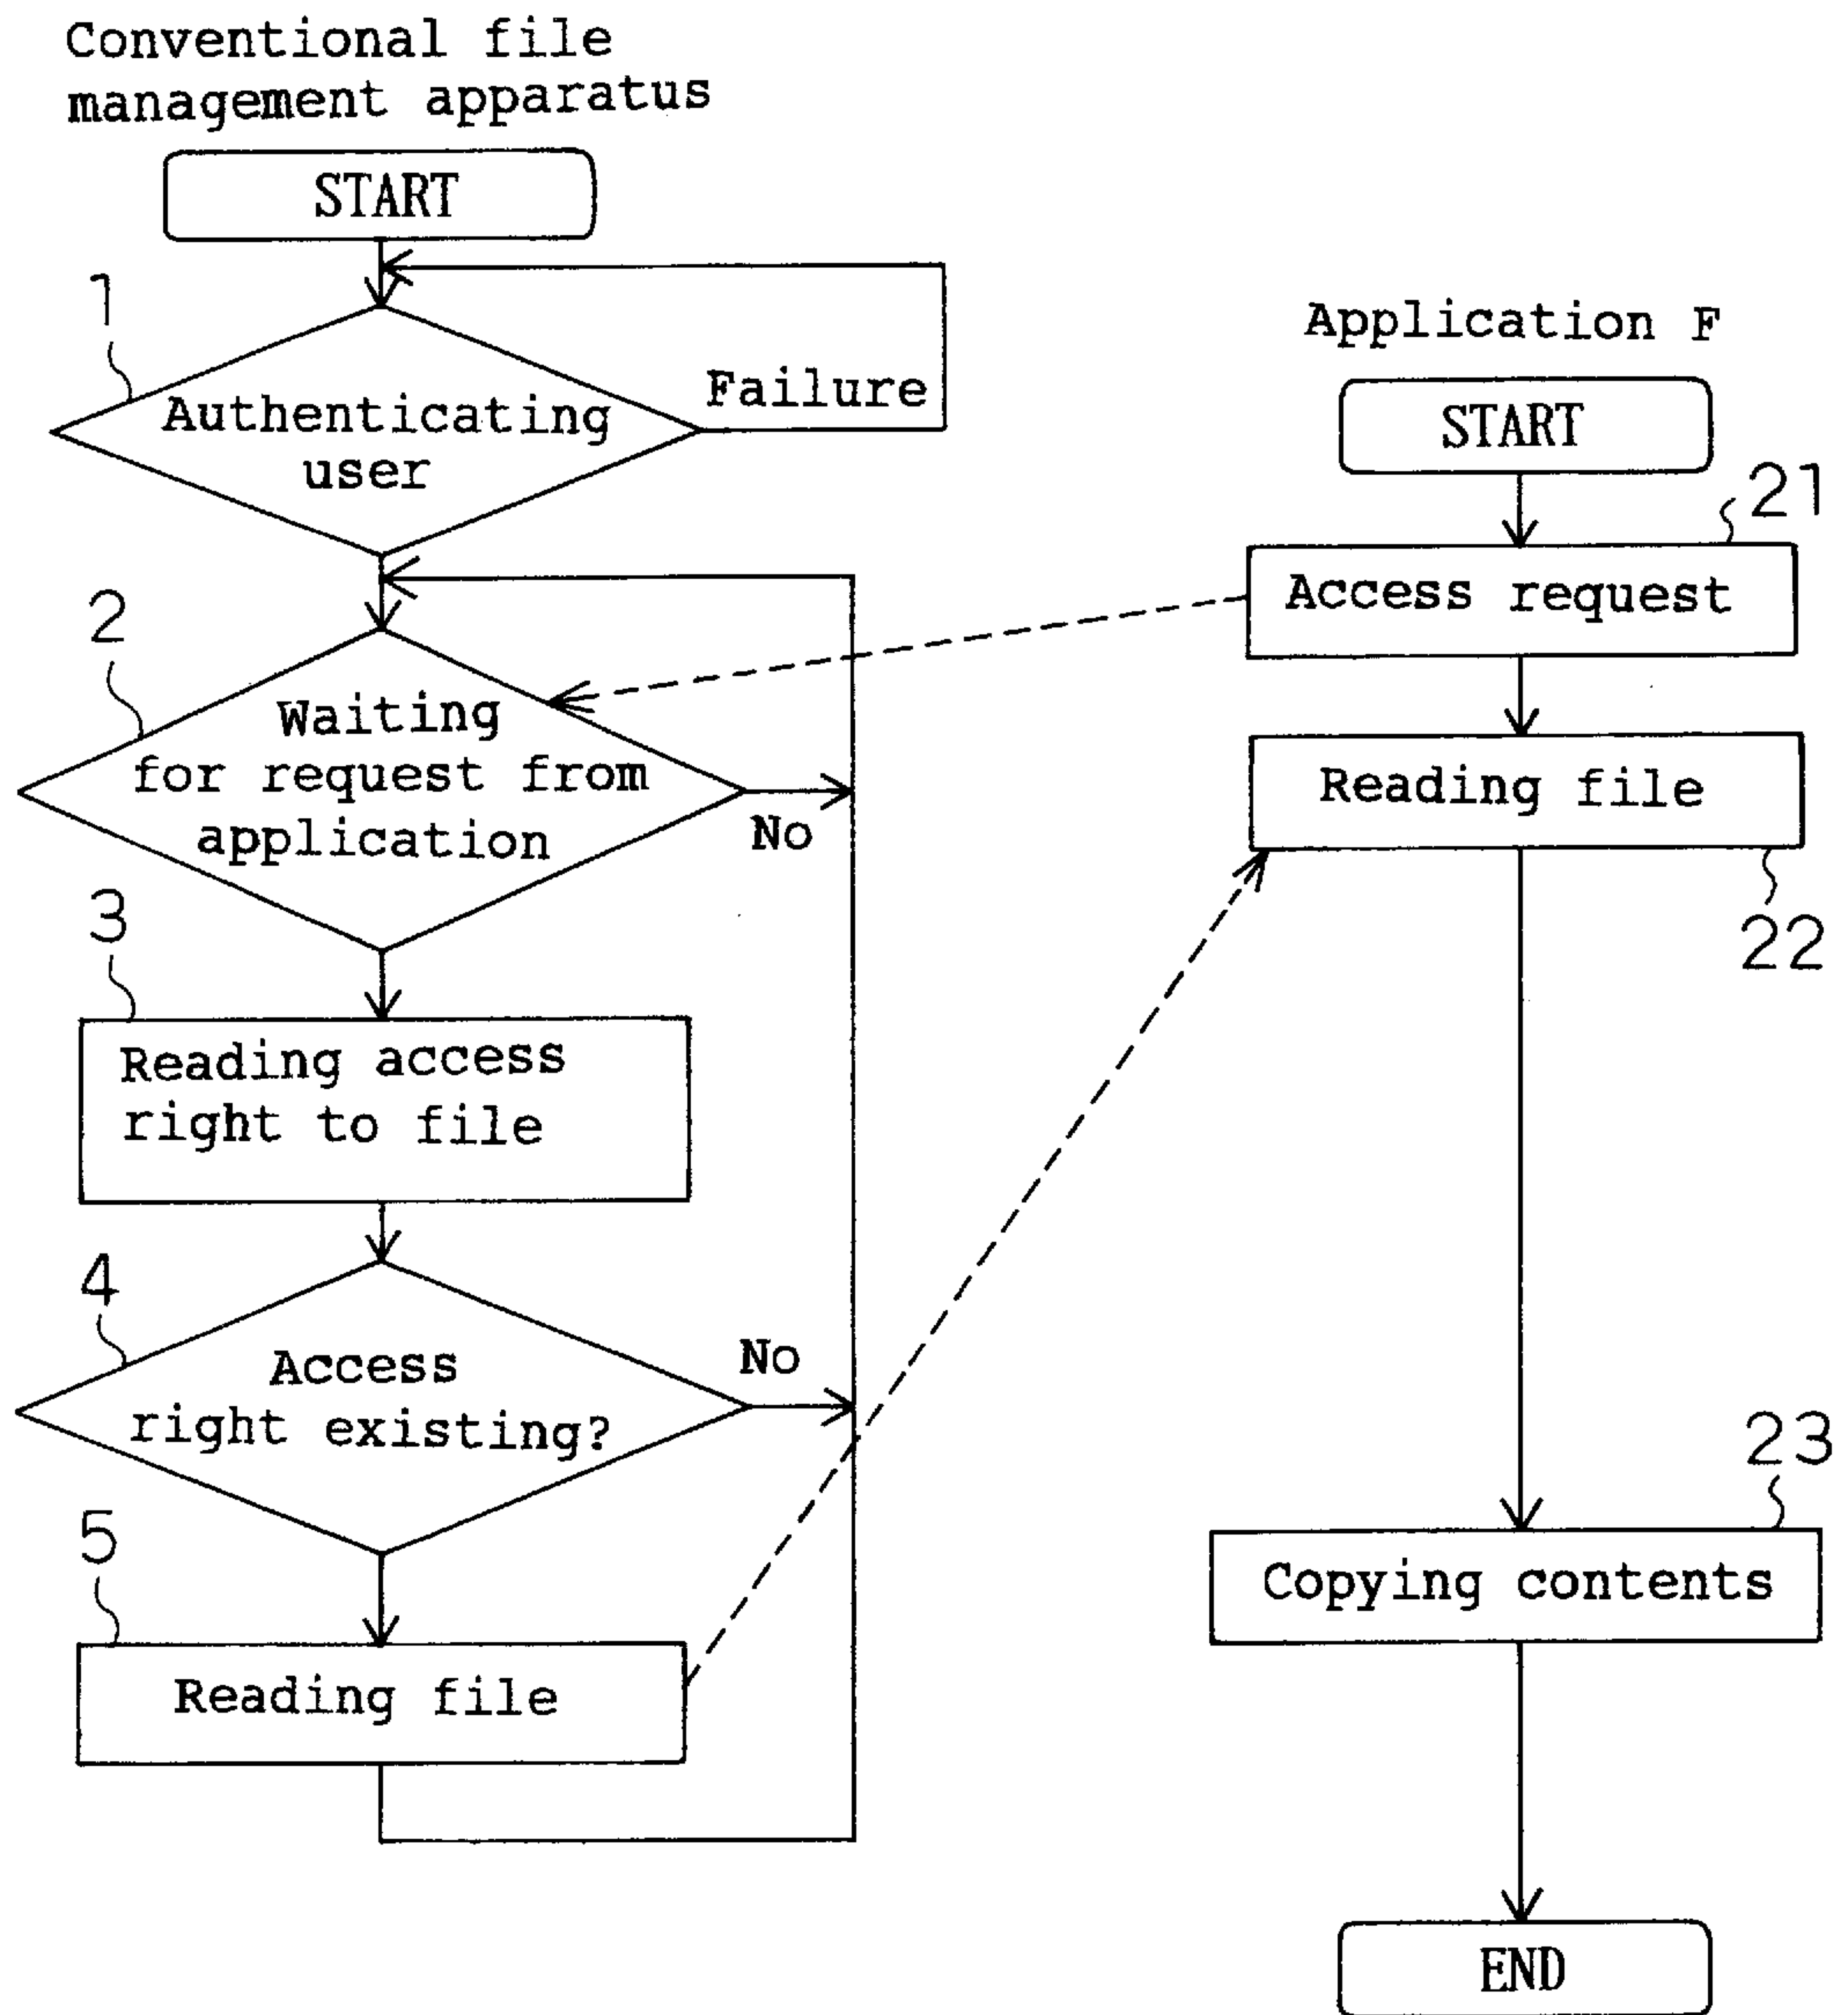 Conventional file
management apparatus
START
1
Authenticating
user
Failure
2
Waiting
for request from
application
No
3
Reading access
right to file
4
Access
right existing?
No
5
Reading file
Application F
START
21
Access request
Reading file
22
23
Copying contents
END